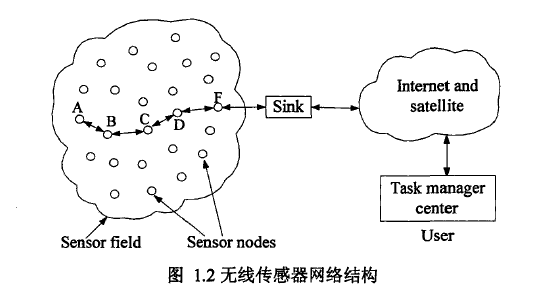 A
B
C
D
F
Sink
Internet and
satellite
Task manager
center
User
Sensor field
Sensor nodes
图 1.2 无线传感器网络结构